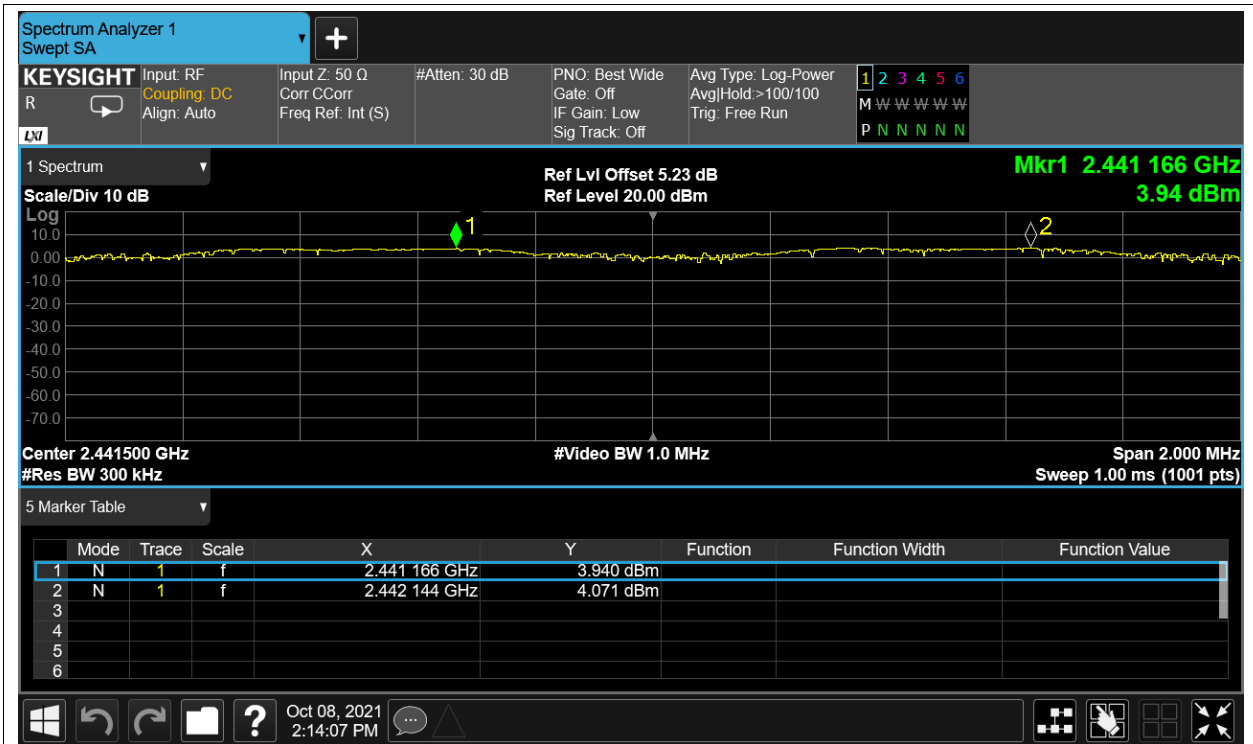 Spectrum Analyzer 1
Swept SA
KEYSIGHT
R
LXI
Input: RF
Coupling: DC
Align: Auto
Input Z: 50 Ω
Corr CCorr
Freq Ref: Int (S)
#Atten: 30 dB
PNO: Best Wide
Gate: Off
IF Gain: Low
Sig Track: Off
Avg Type: Log-Power
Avg|Hold:>100/100
Trig: Free Run
1 2 3 4 5 6
M W W W W W
P N N N N N
1 Spectrum
Scale/Div 10 dB
Ref Lvl Offset 5.23 dB
Ref Level 20.00 dBm
Mkr1 2.441 166 GHz
3.94 dBm
Log
10.0
0.00
-10.0
-20.0
-30.0
-40.0
-50.0
-60.0
-70.0
1
2
Center 2.441500 GHz
#Res BW 300 kHz
#Video BW 1.0 MHz
Span 2.000 MHz
Sweep 1.00 ms (1001 pts)
5 Marker Table
Mode Trace Scale X Y Function Function Width Function Value
1 N 1 f 2.441 166 GHz 3.940 dBm
2 N 1 f 2.442 144 GHz 4.071 dBm
3
4
5
6
?
Oct 08, 2021
2:14:07 PM